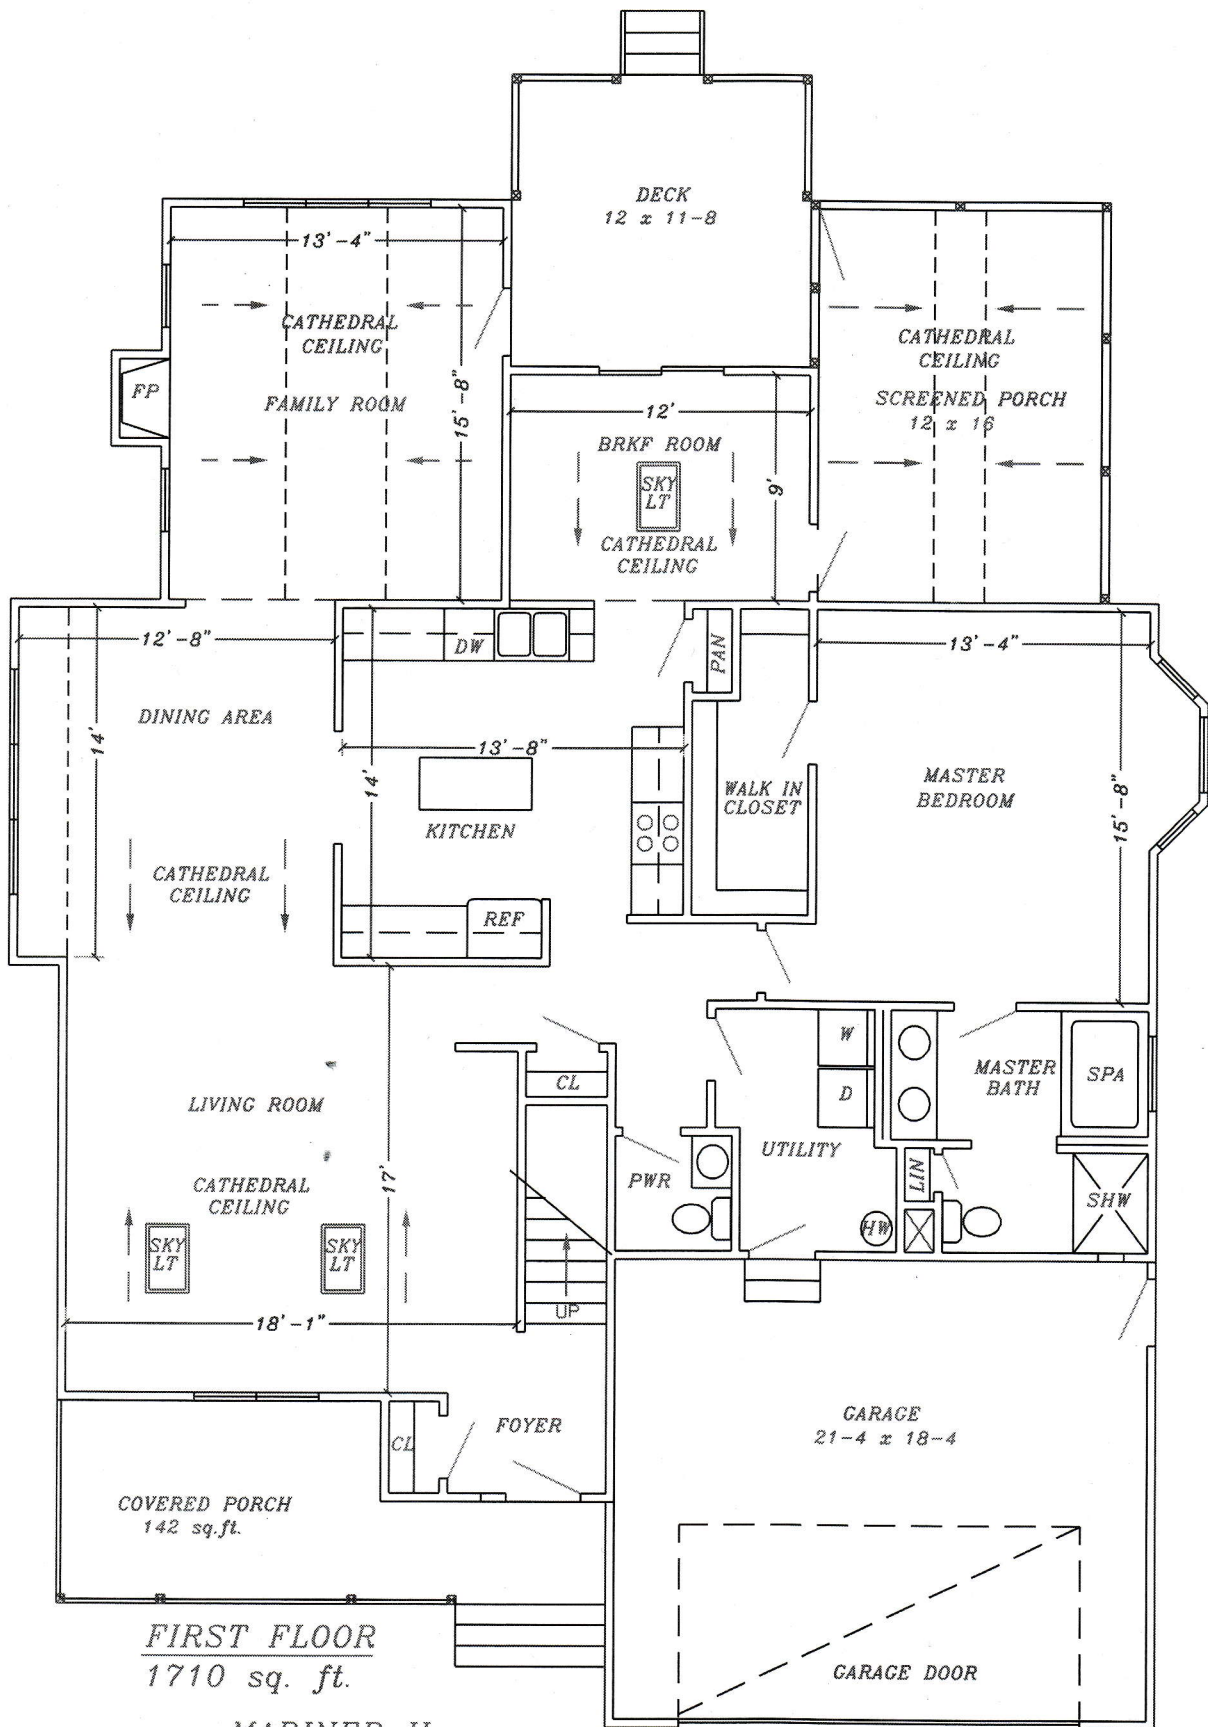 DECK
12 x 11-8
13'-4"
CATHEDRAL
CEILING
FP
FAMILY ROOM
15'-8"
12'
BRKF ROOM
SKY
LT
9'
CATHEDRAL
CEILING
CATHEDRAL
CEILING
SCREENED PORCH
12 x 16
12'-8"
DINING AREA
14'
CATHEDRAL
CEILING
DW
PAN
13'-8"
14'
KITCHEN
REF
WALK IN
CLOSET
13'-4"
MASTER
BEDROOM
15'-8"
LIVING ROOM
CATHEDRAL
CEILING
SKY
LT
SKY
LT
17'
18'-1"
CL
UP
PWR
W
D
UTILITY
HW
LIN
MASTER
BATH
SPA
SHW
CL
FOYER
GARAGE
21-4 x 18-4
COVERED PORCH
142 sq.ft.
GARAGE DOOR
FIRST FLOOR
1710 sq. ft.